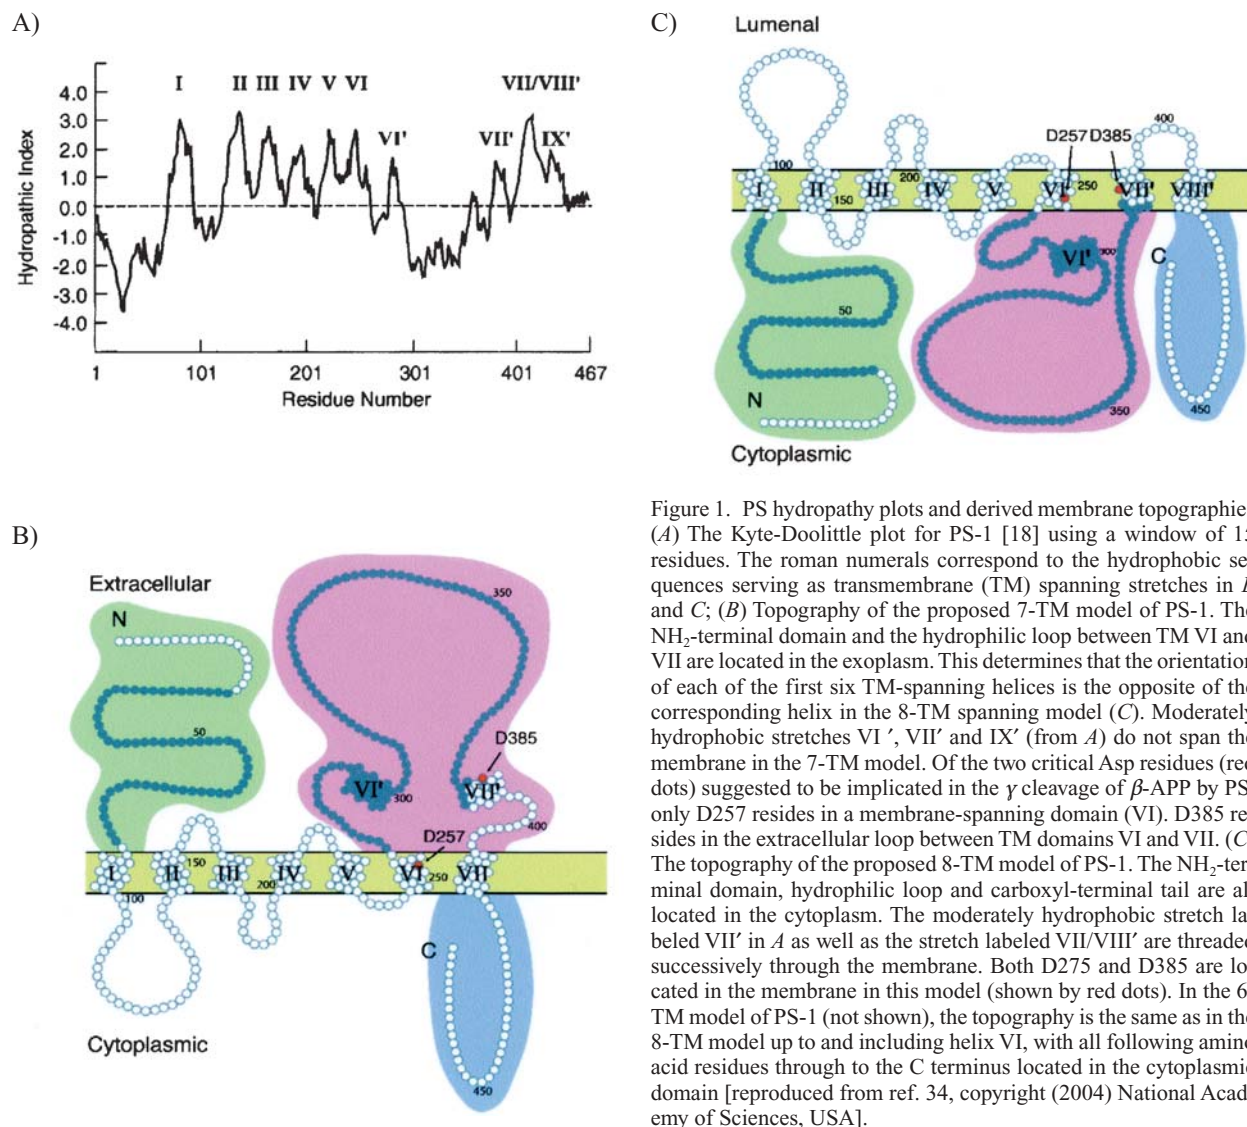 A)
I II III IV V VI VII/VIII'
VI' VII' IX'
4.0
3.0
2.0
1.0
0.0
-1.0
-2.0
-3.0
-4.0
Hydropathic Index
1 101 201 301 401 467
Residue Number
C)
Lumenal
D257 D385
400
100
200
250
150
I II III IV V VI VII' VIII'
VI'
300
C
50
N
350
450
Cytoplasmic
B)
Extracellular
N
350
50
D385
VI'
VII'
300
400
D257
I II III IV V VI VII
150
250
200
100
C
Cytoplasmic
450
Figure 1. PS hydropathy plots and derived membrane topographie
(A) The Kyte-Doolittle plot for PS-1 [18] using a window of 15
residues. The roman numerals correspond to the hydrophobic se
quences serving as transmembrane (TM) spanning stretches in B
and C; (B) Topography of the proposed 7-TM model of PS-1. The
NH₂-terminal domain and the hydrophilic loop between TM VI and
VII are located in the exoplasm. This determines that the orientation
of each of the first six TM-spanning helices is the opposite of the
corresponding helix in the 8-TM spanning model (C). Moderately
hydrophobic stretches VI ′, VII′ and IX′ (from A) do not span the
membrane in the 7-TM model. Of the two critical Asp residues (red
dots) suggested to be implicated in the γ cleavage of β-APP by PS
only D257 resides in a membrane-spanning domain (VI). D385 re
sides in the extracellular loop between TM domains VI and VII. (C
The topography of the proposed 8-TM model of PS-1. The NH₂-ter
minal domain, hydrophilic loop and carboxyl-terminal tail are al
located in the cytoplasm. The moderately hydrophobic stretch la
beled VII′ in A as well as the stretch labeled VII/VIII′ are threaded
successively through the membrane. Both D275 and D385 are lo
cated in the membrane in this model (shown by red dots). In the 6
TM model of PS-1 (not shown), the topography is the same as in the
8-TM model up to and including helix VI, with all following amino
acid residues through to the C terminus located in the cytoplasmic
domain [reproduced from ref. 34, copyright (2004) National Acad
emy of Sciences, USA].